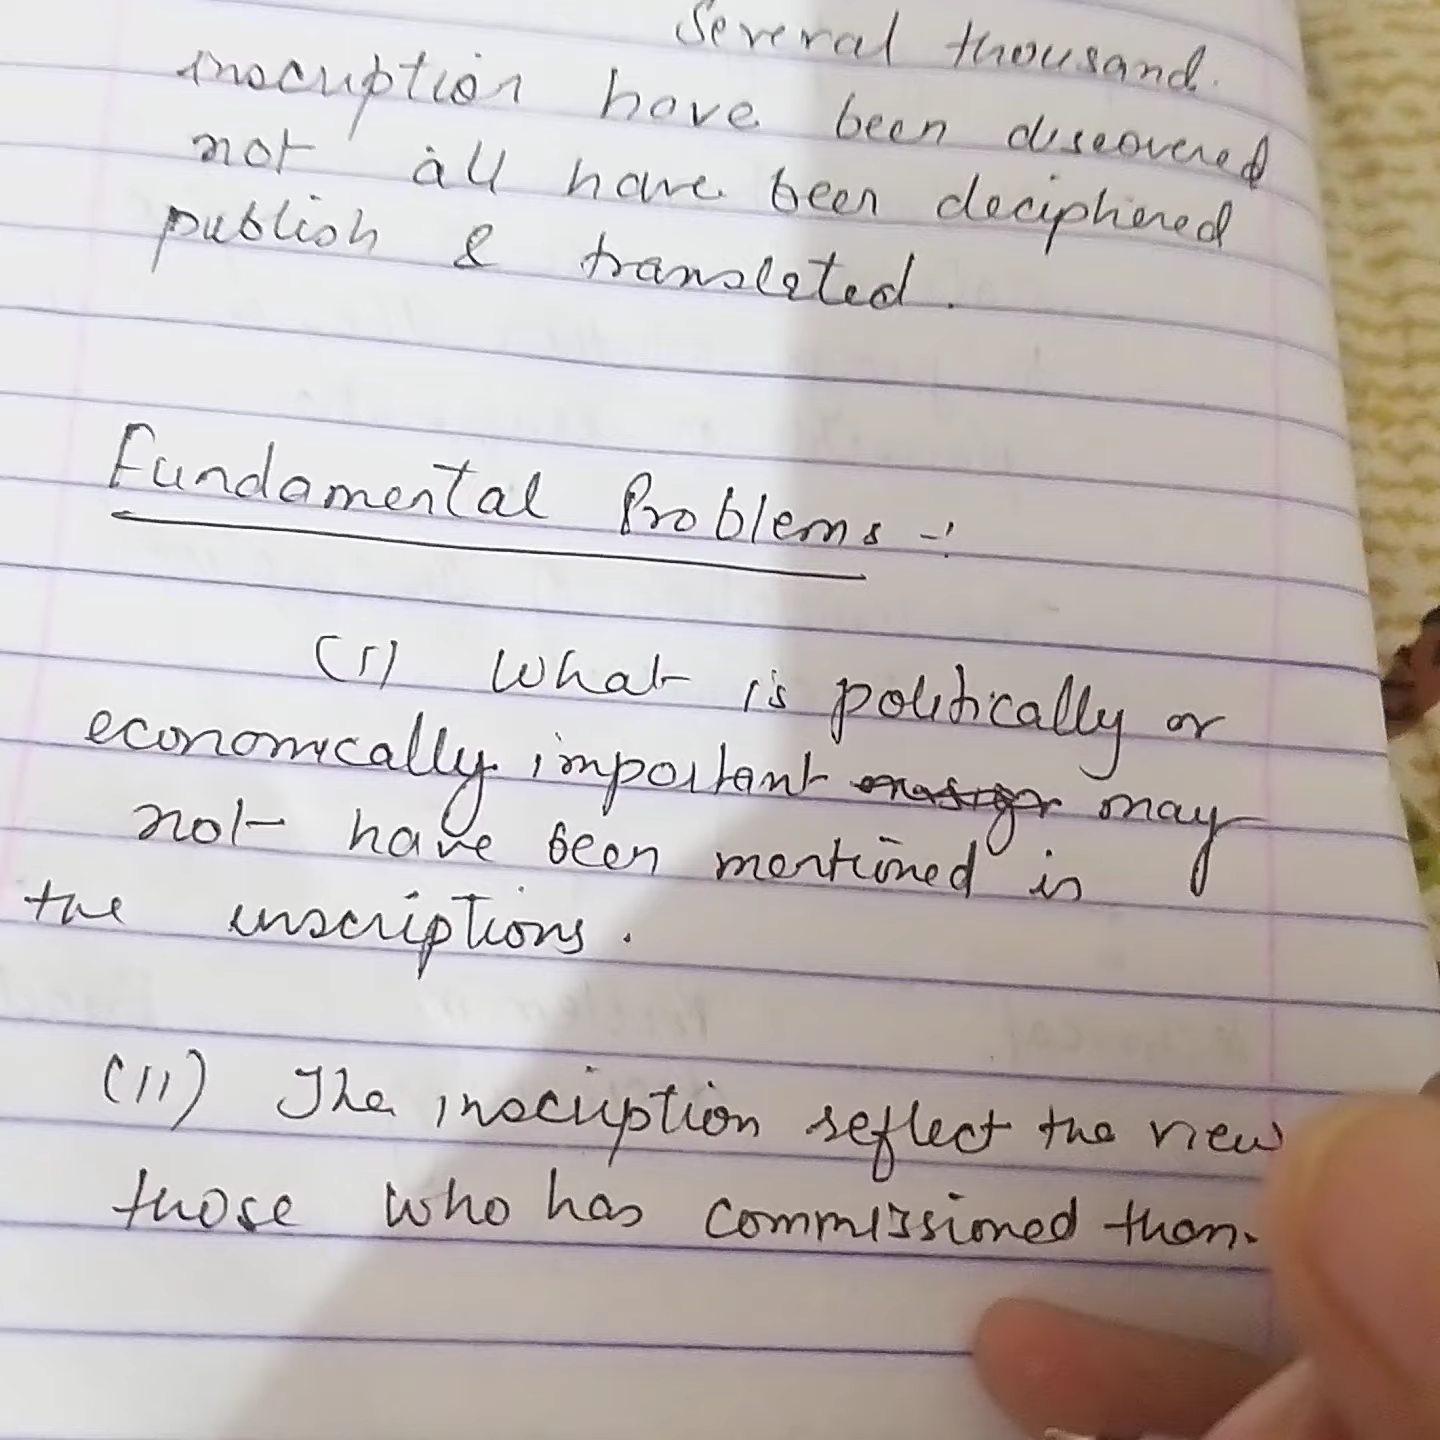 Several thousand.
inscription have been discovered
not all have been deciphered
publish & translated.
Fundamental Problems :-
(I) What is politically or
economically important may
not have been mentioned in
the inscriptions.
(II) The inscription reflect the view
those who has commissioned them.